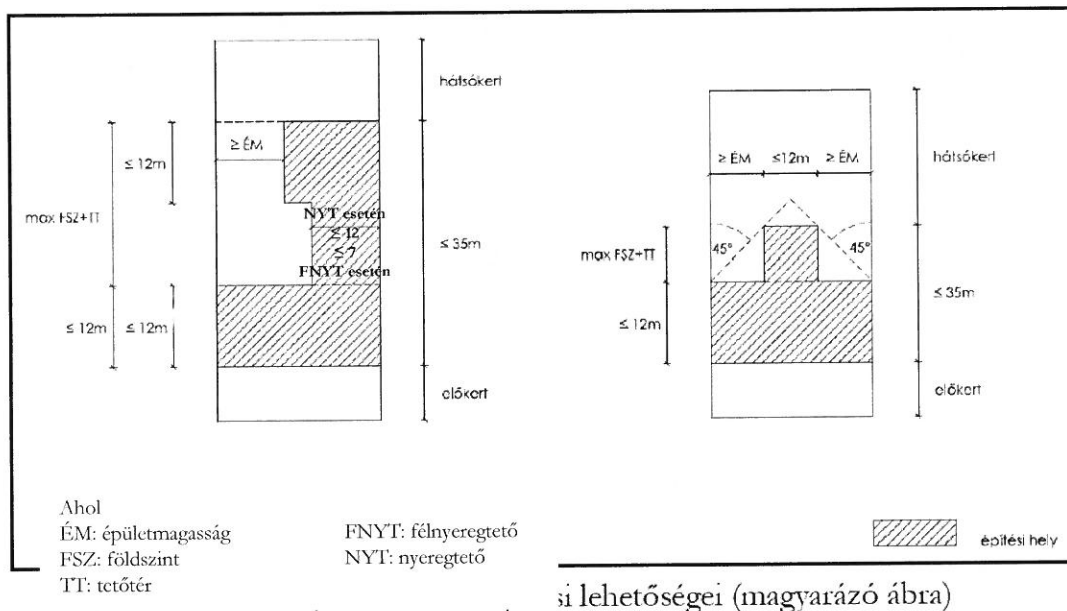 hátsókert
≥ ÉM
≤ 12m
max FSZ+TT
NYT esetén
≤ 12
≤ 7
FNYT esetén
≤ 35m
≤ 12m
≤ 12m
előkert
hátsókert
≥ ÉM
≤12m
≥ ÉM
45°
45°
max FSZ+TT
≤ 35m
≤ 12m
előkert
Ahol
ÉM: épületmagasság
FSZ: földszint
TT: tetőtér
FNYT: félnyeregtető
NYT: nyeregtető
építési hely
si lehetőségei (magyarázó ábra)